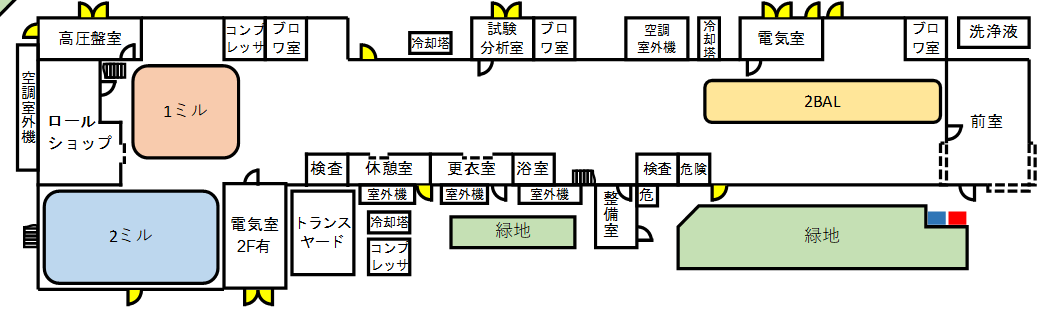 高圧盤室
コンプ
レッサ
ブロ
ワ室
冷却塔
試験
分析室
ブロ
ワ室
空調
室外機
冷
却
塔
電気室
ブロ
ワ室
洗浄液
空
調
室
外
機
ロール
ショップ
1ミル
2BAL
前室
検査
休憩室
更衣室
浴室
検査
危険
室外機
室外機
室外機
危
2ミル
電気室
2F有
トランス
ヤード
冷却塔
コンプ
レッサ
緑地
整
備
室
緑地